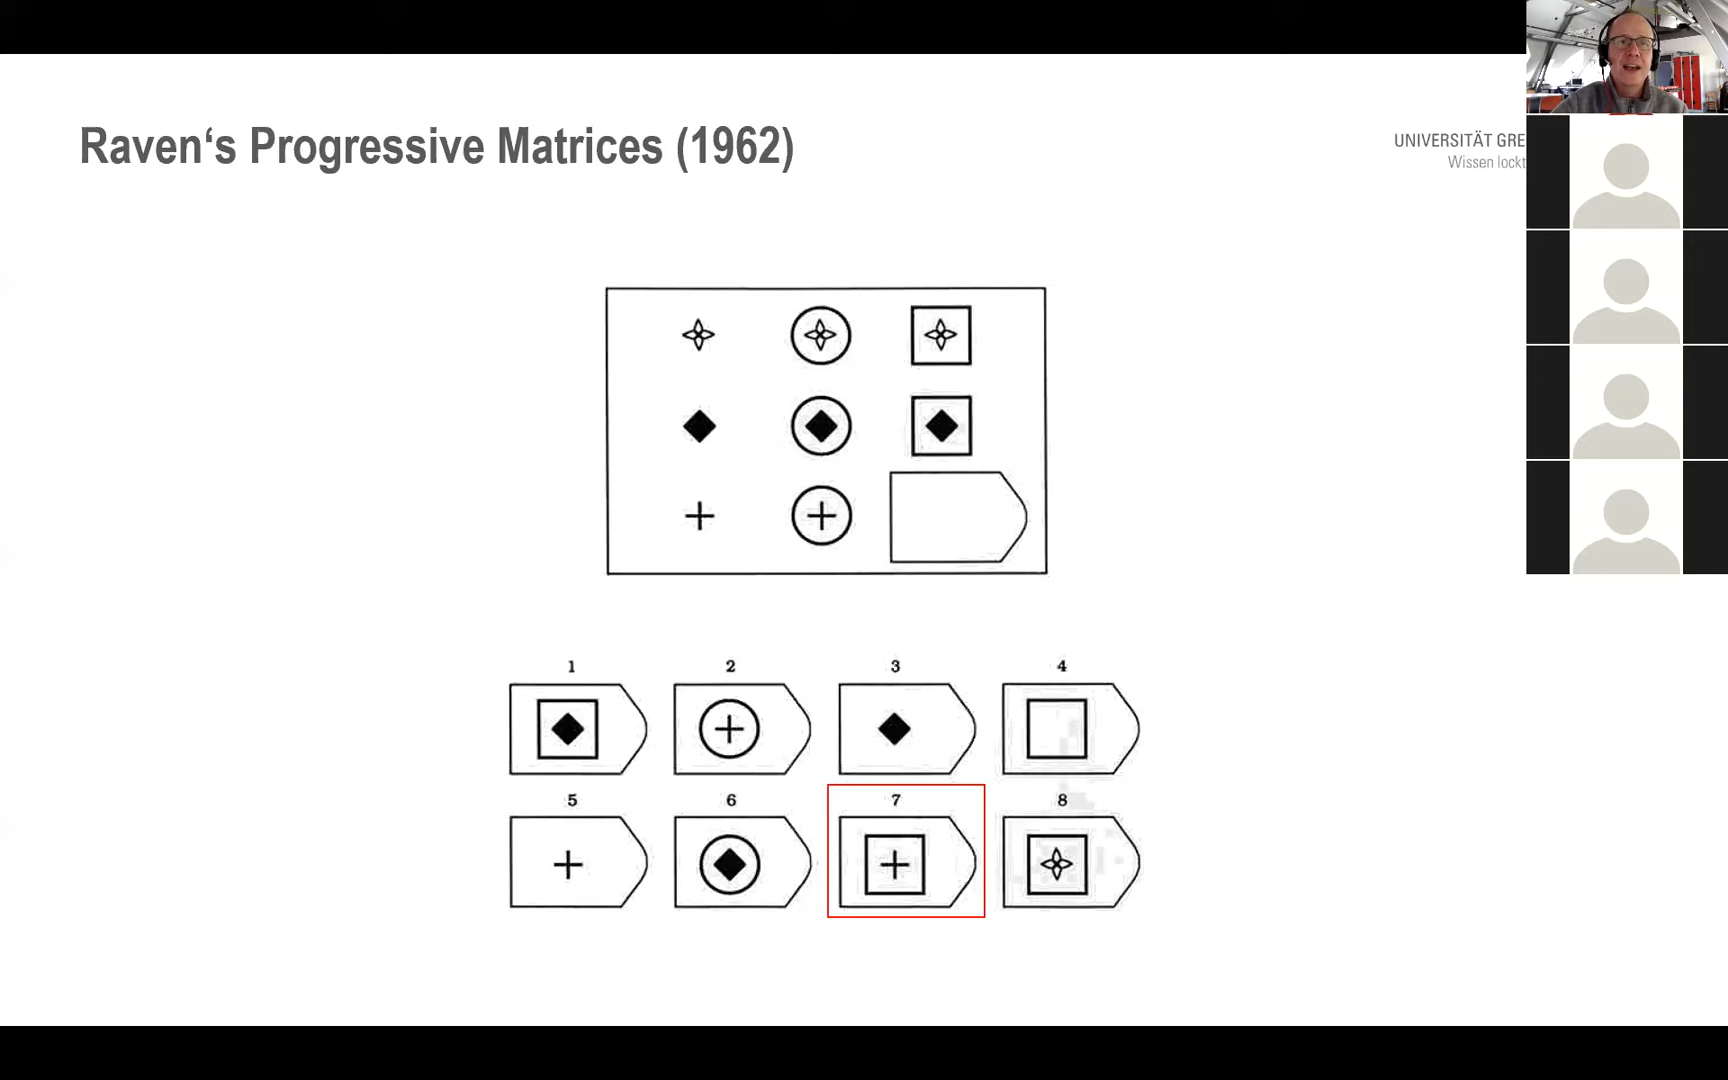 Raven‘s Progressive Matrices (1962)
UNIVERSITÄT GRE
Wissen lockt
1 2 3 4
5 6 7 8